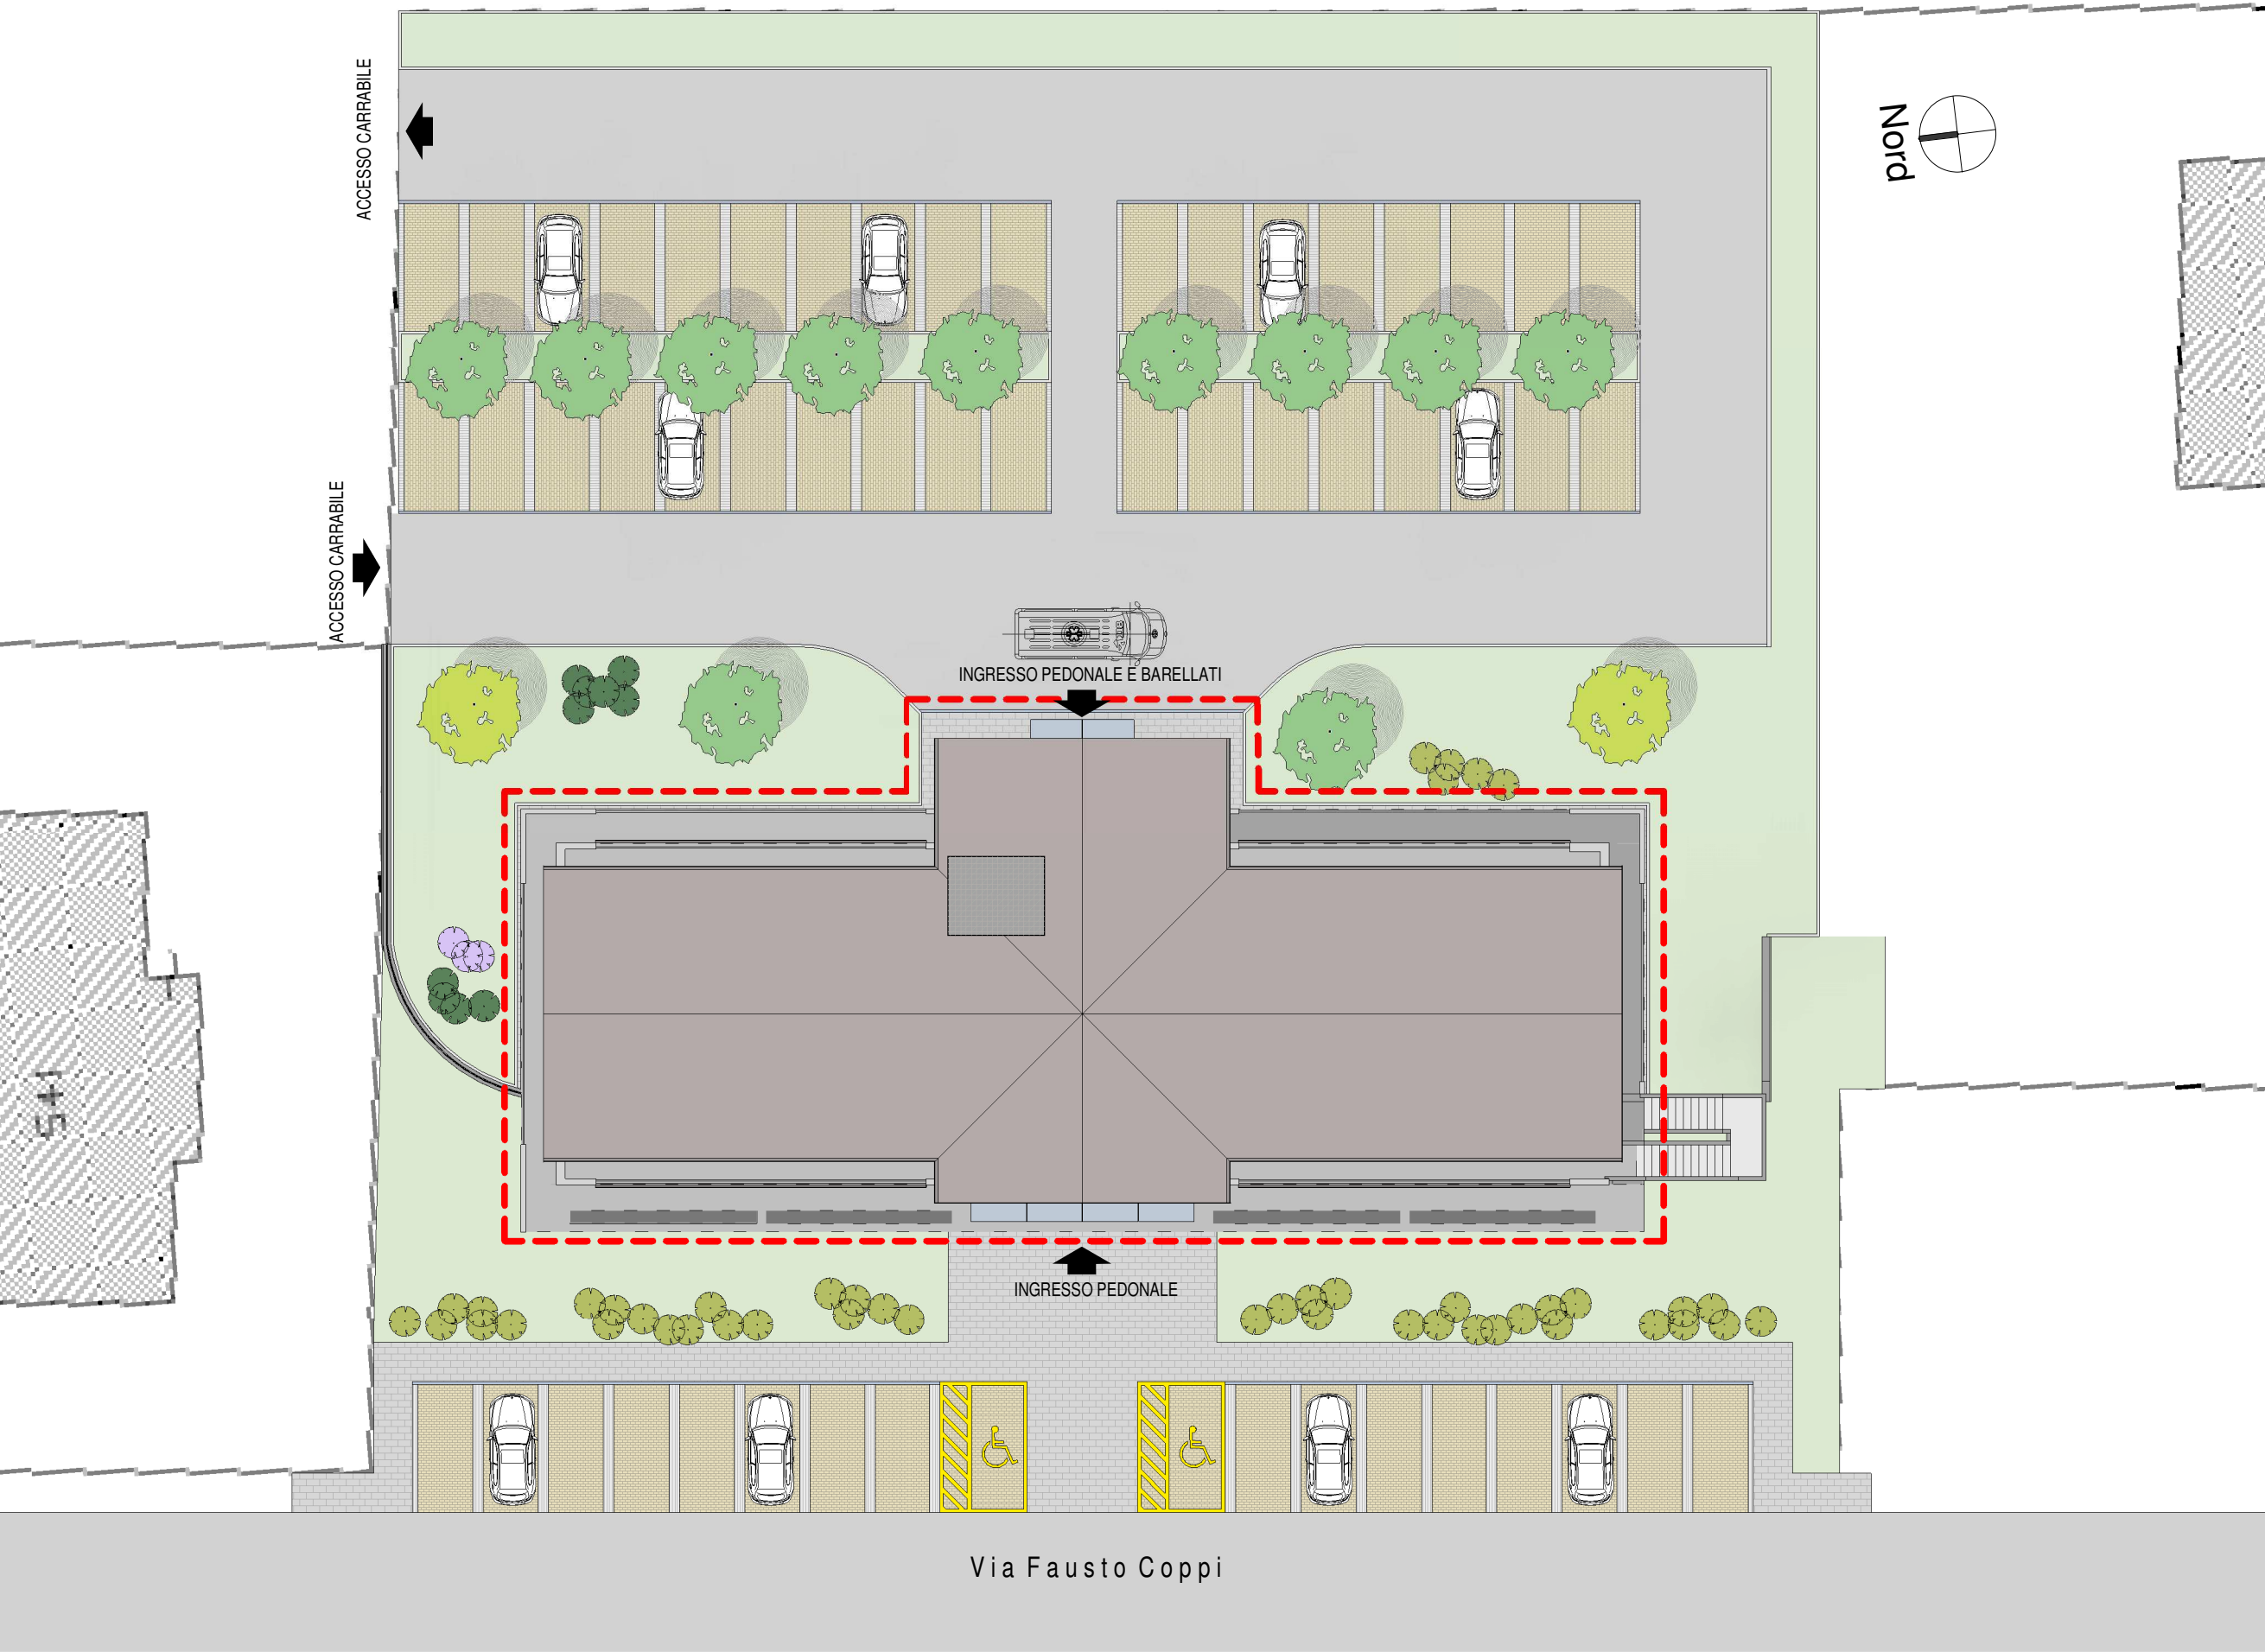 ACCESSO CARRABILE
Nord
ACCESSO CARRABILE
INGRESSO PEDONALE E BARELLATI
INGRESSO PEDONALE
Via Fausto Coppi